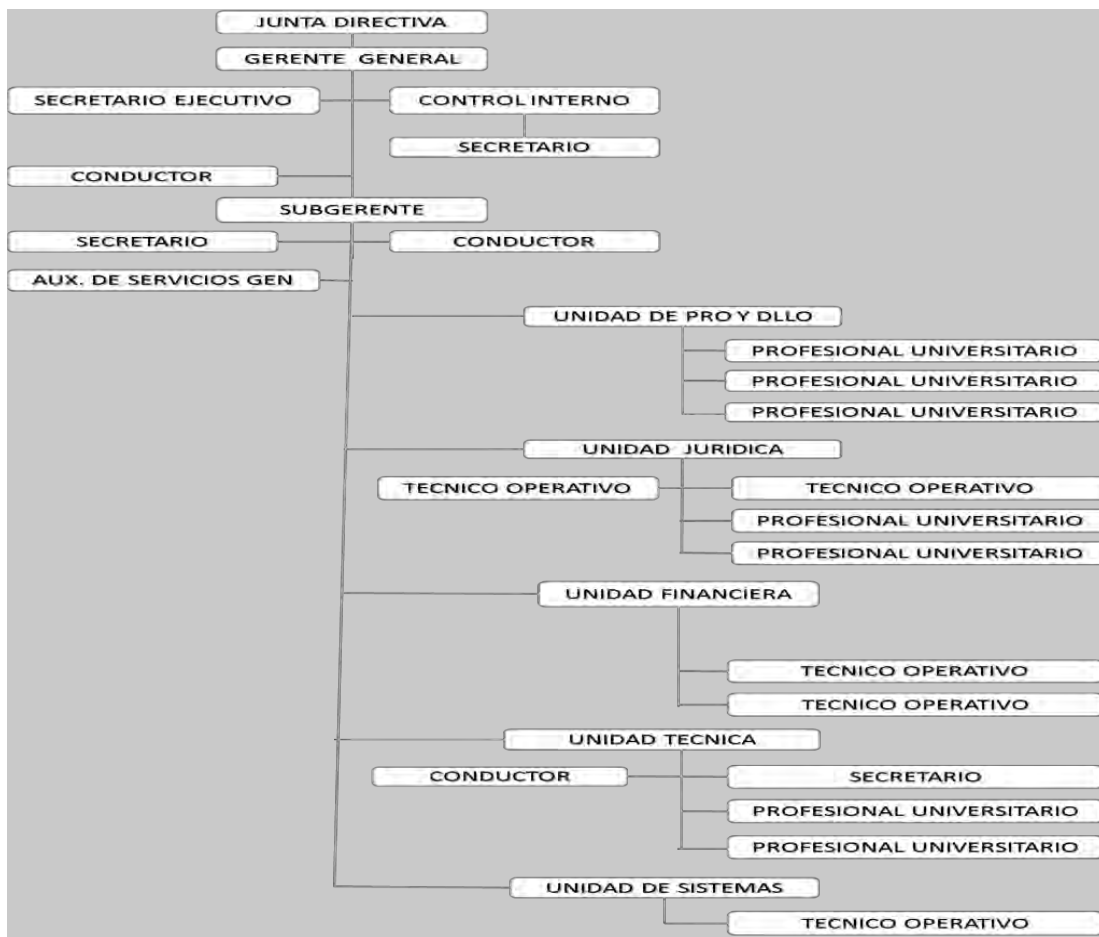 JUNTA DIRECTIVA
GERENTE GENERAL
SECRETARIO EJECUTIVO
CONTROL INTERNO
SECRETARIO
CONDUCTOR
SUBGERENTE
SECRETARIO
CONDUCTOR
AUX. DE SERVICIOS GEN
UNIDAD DE PRO Y DLLO
PROFESIONAL UNIVERSITARIO
PROFESIONAL UNIVERSITARIO
PROFESIONAL UNIVERSITARIO
UNIDAD JURIDICA
TECNICO OPERATIVO
TECNICO OPERATIVO
PROFESIONAL UNIVERSITARIO
PROFESIONAL UNIVERSITARIO
UNIDAD FINANCIERA
TECNICO OPERATIVO
TECNICO OPERATIVO
UNIDAD TECNICA
CONDUCTOR
SECRETARIO
PROFESIONAL UNIVERSITARIO
PROFESIONAL UNIVERSITARIO
UNIDAD DE SISTEMAS
TECNICO OPERATIVO